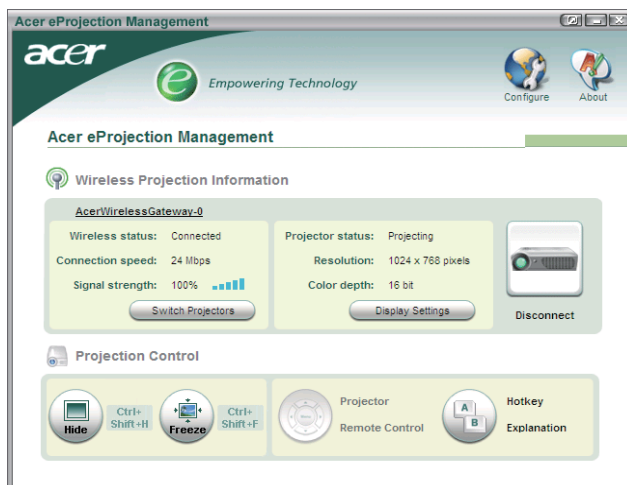 Acer eProjection Management
acer
e Empowering Technology
Configure
About
Acer eProjection Management
Wireless Projection Information
AcerWirelessGateway-0
Wireless status: Connected
Connection speed: 24 Mbps
Signal strength: 100%
Switch Projectors
Projector status: Projecting
Resolution: 1024 x 768 pixels
Color depth: 16 bit
Display Settings
Disconnect
Projection Control
Hide
Ctrl+
Shift+H
Freeze
Ctrl+
Shift+F
Menu
Projector
Remote Control
A
B
Hotkey
Explanation